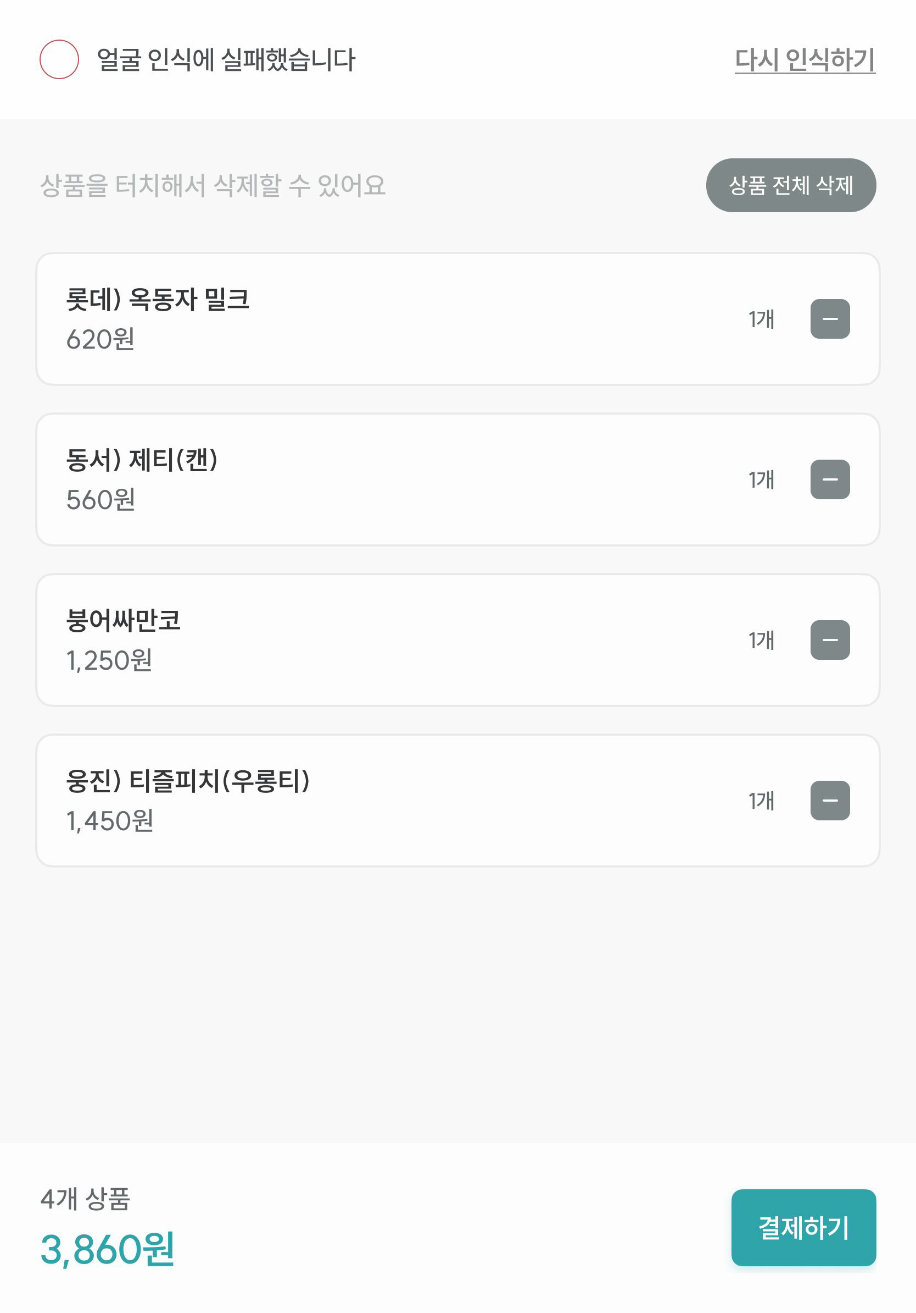 얼굴 인식에 실패했습니다
다시 인식하기
상품을 터치해서 삭제할 수 있어요
상품 전체 삭제
롯데) 옥동자 밀크
620원
1개
동서) 제티(캔)
560원
1개
붕어싸만코
1,250원
1개
웅진) 티즐피치(우롱티)
1,450원
1개
4개 상품
3,860원
결제하기